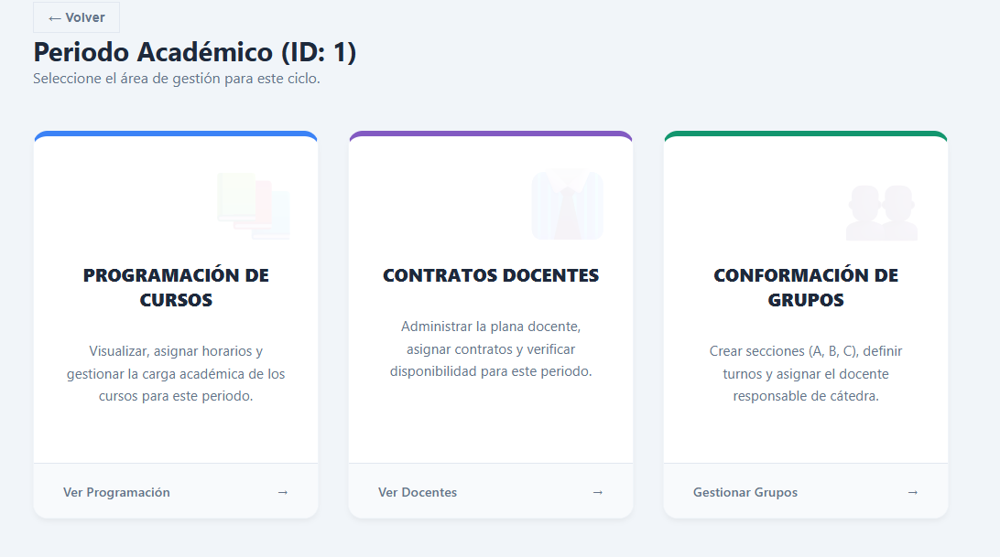 ← Volver
Periodo Académico (ID: 1)
Seleccione el área de gestión para este ciclo.
PROGRAMACIÓN DE
CURSOS
Visualizar, asignar horarios y
gestionar la carga académica de los
cursos para este periodo.
Ver Programación →
CONTRATOS DOCENTES
Administrar la plana docente,
asignar contratos y verificar
disponibilidad para este periodo.
Ver Docentes →
CONFORMACIÓN DE
GRUPOS
Crear secciones (A, B, C), definir
turnos y asignar el docente
responsable de cátedra.
Gestionar Grupos →